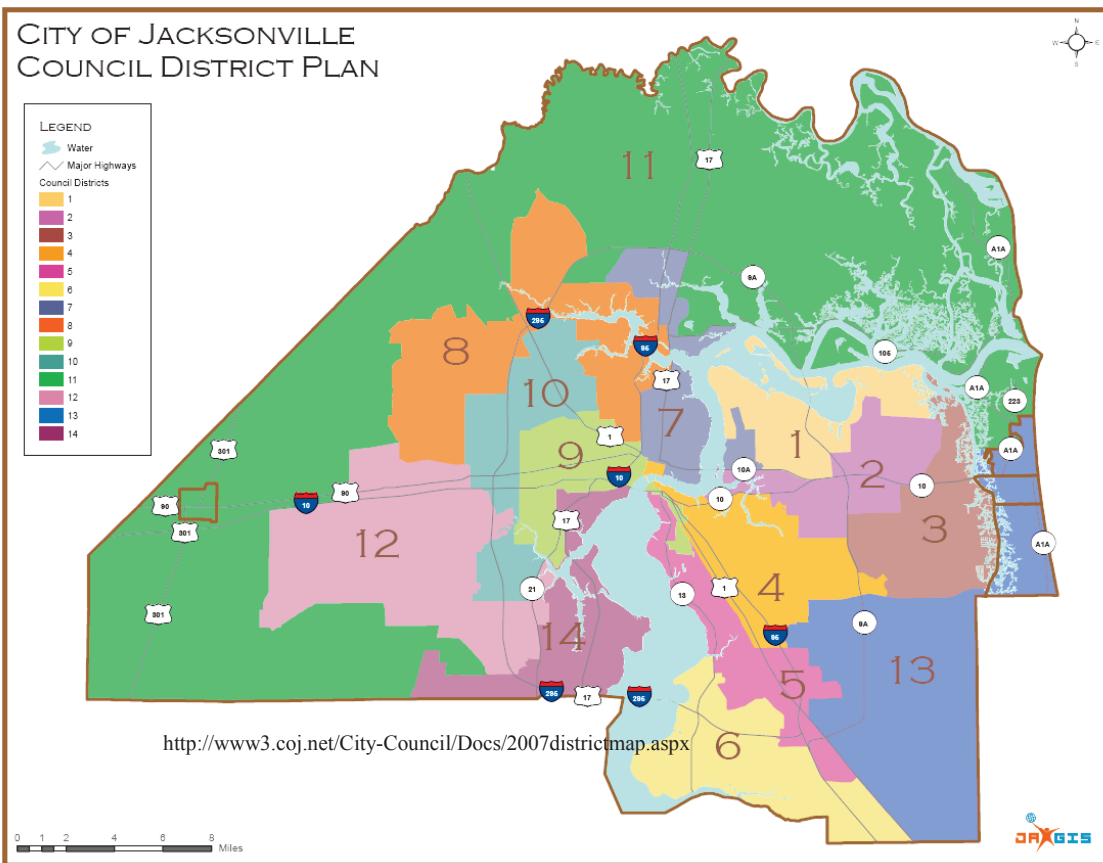 CITY OF JACKSONVILLE
COUNCIL DISTRICT PLAN
N
W
E
S
LEGEND
Water
Major Highways
Council Districts
1
2
3
4
5
6
7
8
9
10
11
12
13
14
11
17
A1A
9A
295
95
105
8
17
A1A
223
10
7
1
1
9
A1A
301
10A
2
10
10
90
10
90
10
3
17
301
12
A1A
21
13
1
4
301
9A
95
14
13
5
295
17
295
6
http://www3.coj.net/City-Council/Docs/2007districtmap.aspx
0 1 2 4 6 8
Miles
JAXGIS